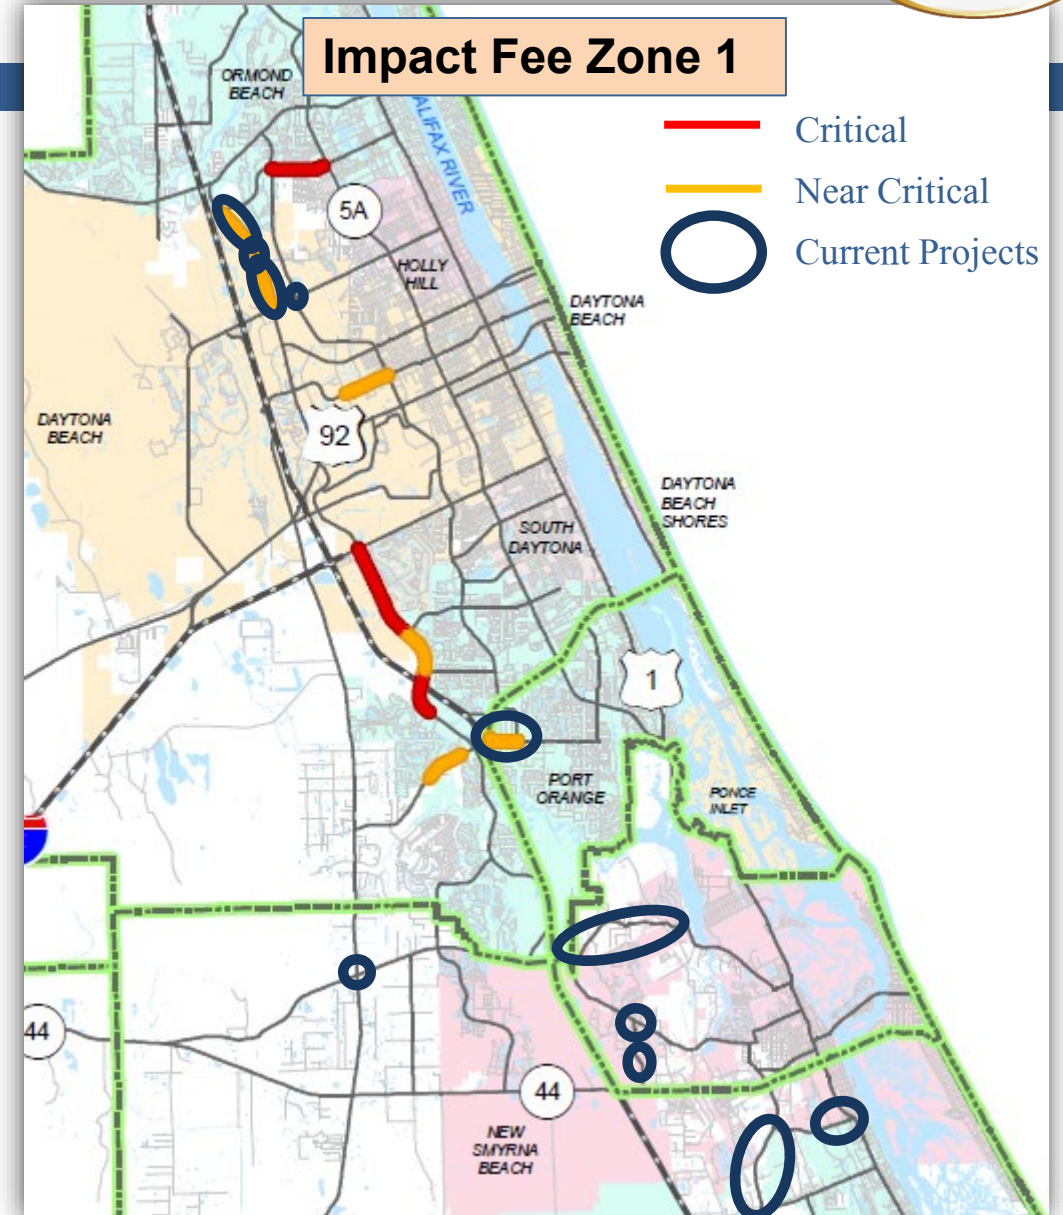 Impact Fee Zone 1
Critical
Near Critical
Current Projects
ORMOND
BEACH
ALIFAX RIVER
5A
HOLLY
HILL
DAYTONA
BEACH
92
DAYTONA
BEACH
DAYTONA
BEACH
SHORES
SOUTH
DAYTONA
1
PORT
ORANGE
PONCE
INLET
44
44
NEW
SMYRNA
BEACH